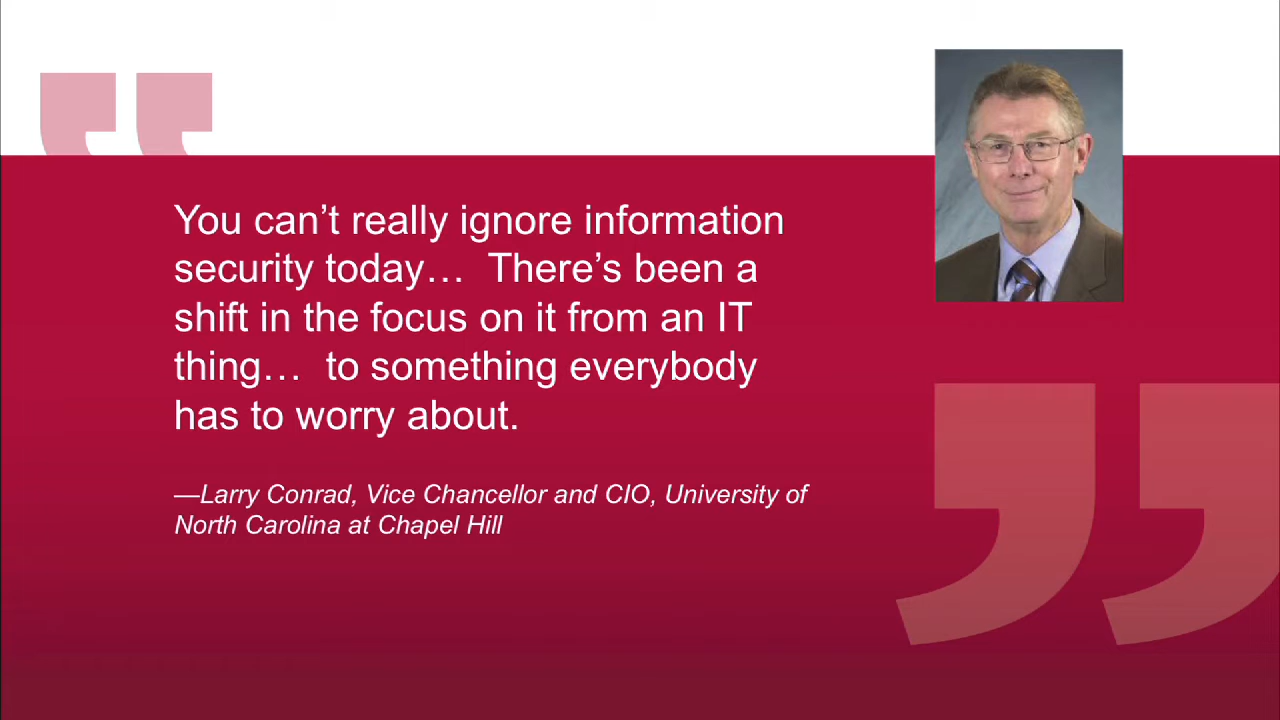 You can’t really ignore information
security today…  There’s been a
shift in the focus on it from an IT
thing…  to something everybody
has to worry about.
—Larry Conrad, Vice Chancellor and CIO, University of
North Carolina at Chapel Hill